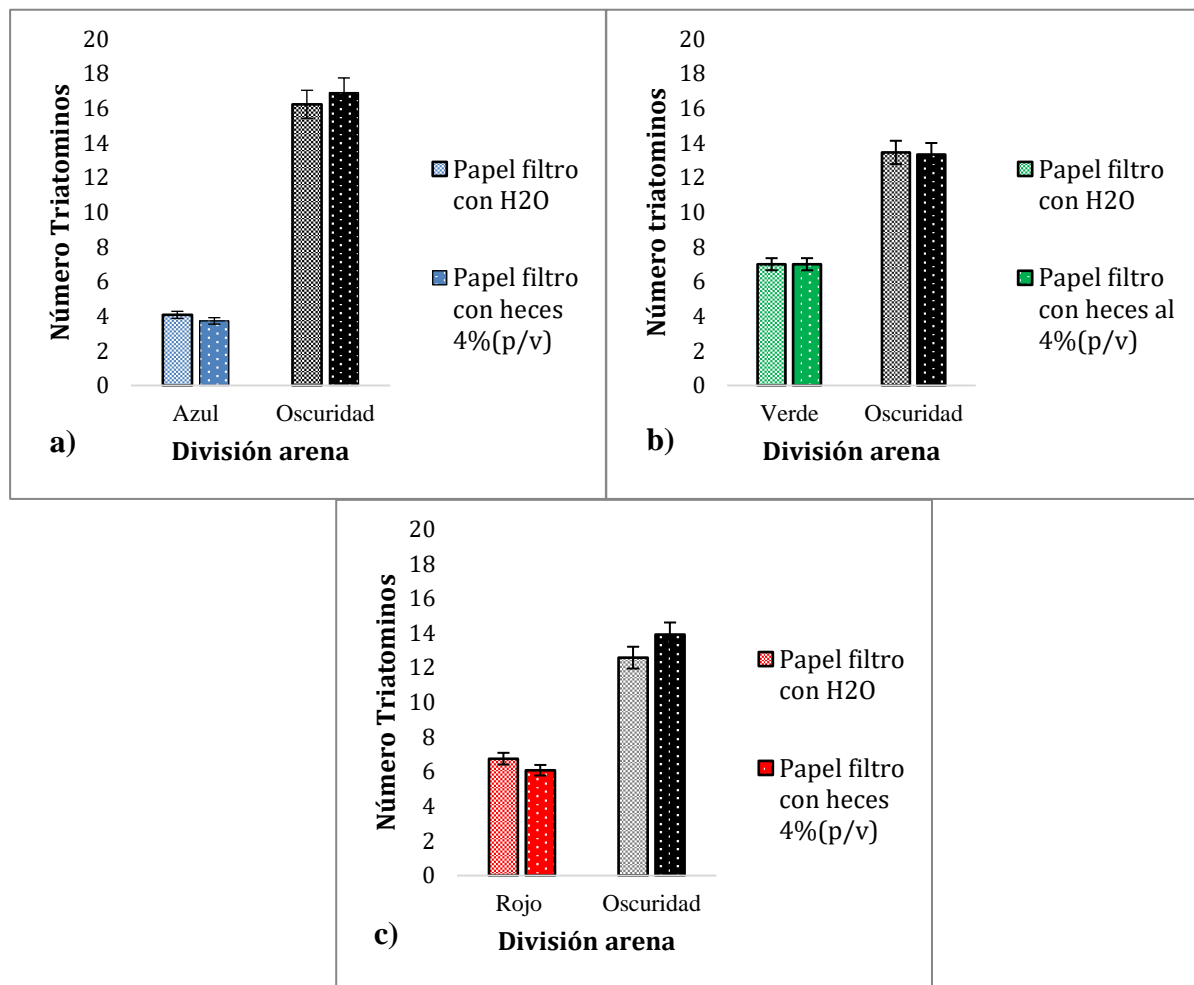 20
18
16
14
12
10
8
6
4
2
0
Número Triatominos
Azul
Oscuridad
División arena
a)
Papel filtro
con H2O
Papel filtro
con heces
4%(p/v)
20
18
16
14
12
10
8
6
4
2
0
Número triatominos
Verde
Oscuridad
División arena
b)
Papel filtro
con H2O
Papel filtro
con heces al
4%(p/v)
20
18
16
14
12
10
8
6
4
2
0
Número Triatominos
Rojo
Oscuridad
División arena
c)
Papel filtro
con H2O
Papel filtro
con heces
4%(p/v)